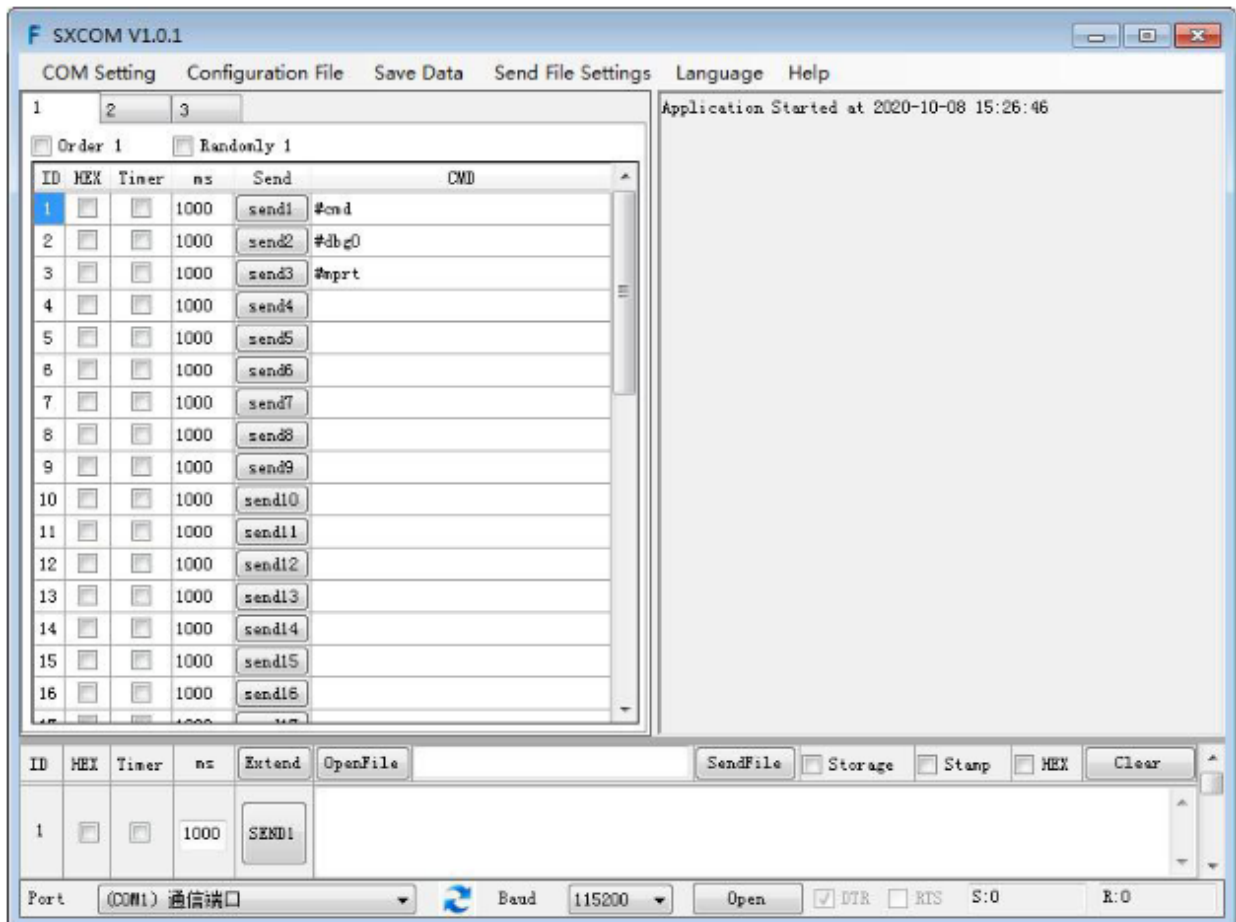 F SXCOM V1.0.1
COM Setting Configuration File Save Data Send File Settings Language Help
1 2 3
Order 1 Randomly 1
ID HEX Timer ms Send CMD
1 1000 send1 #cmd
2 1000 send2 #dbg0
3 1000 send3 #mprt
4 1000 send4
5 1000 send5
6 1000 send6
7 1000 send7
8 1000 send8
9 1000 send9
10 1000 send10
11 1000 send11
12 1000 send12
13 1000 send13
14 1000 send14
15 1000 send15
16 1000 send16
Application Started at 2020-10-08 15:26:46
ID HEX Timer ms Extend OpenFile SendFile Storage Stamp HEX Clear
1 1000 SEND1
Port (COM1) 通信端口 Baud 115200 Open DTR RTS S:0 R:0